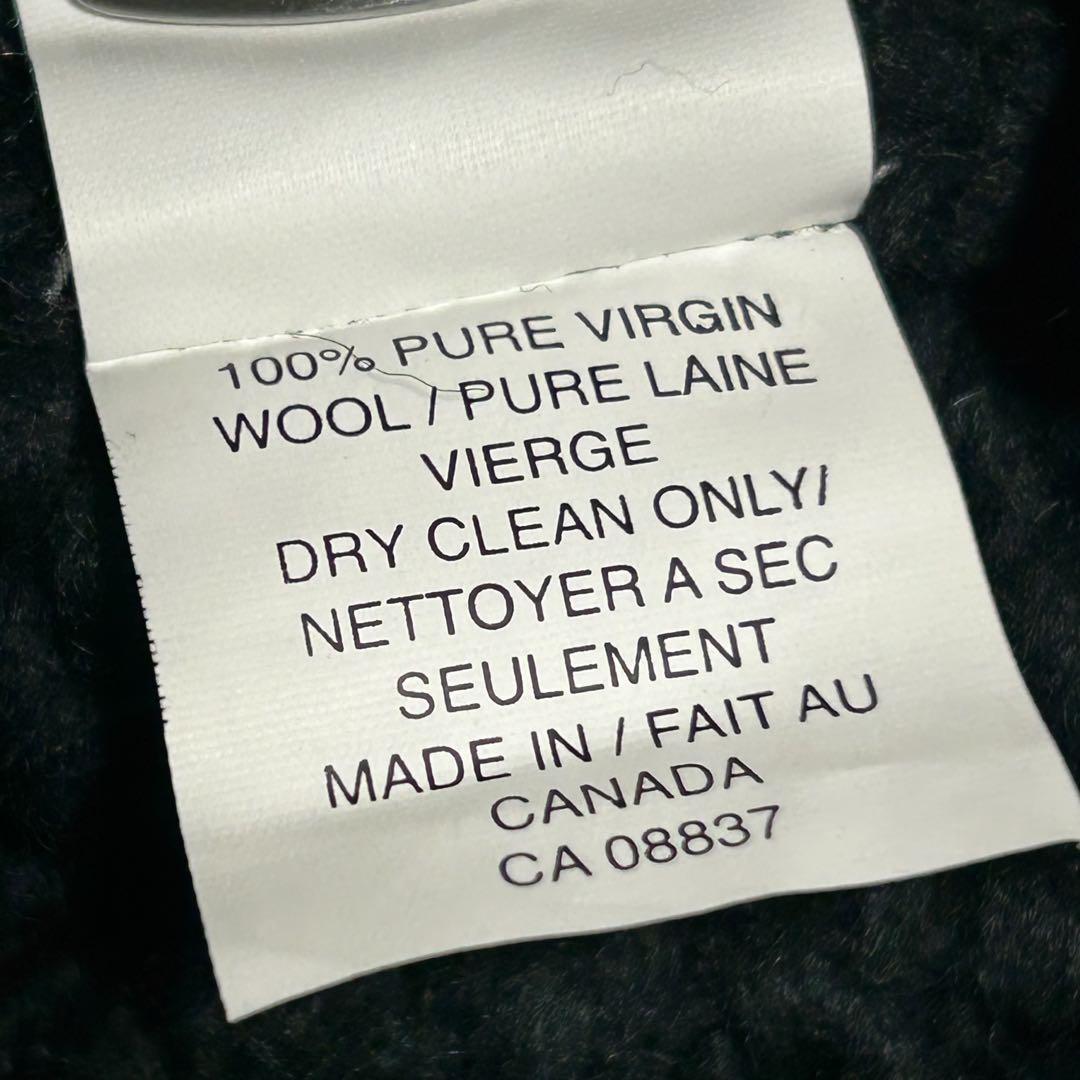 100% PURE VIRGIN
WOOL / PURE LAINE
VIERGE
DRY CLEAN ONLY/
NETTOYER A SEC
SEULEMENT
MADE IN / FAIT AU
CANADA
CA 08837